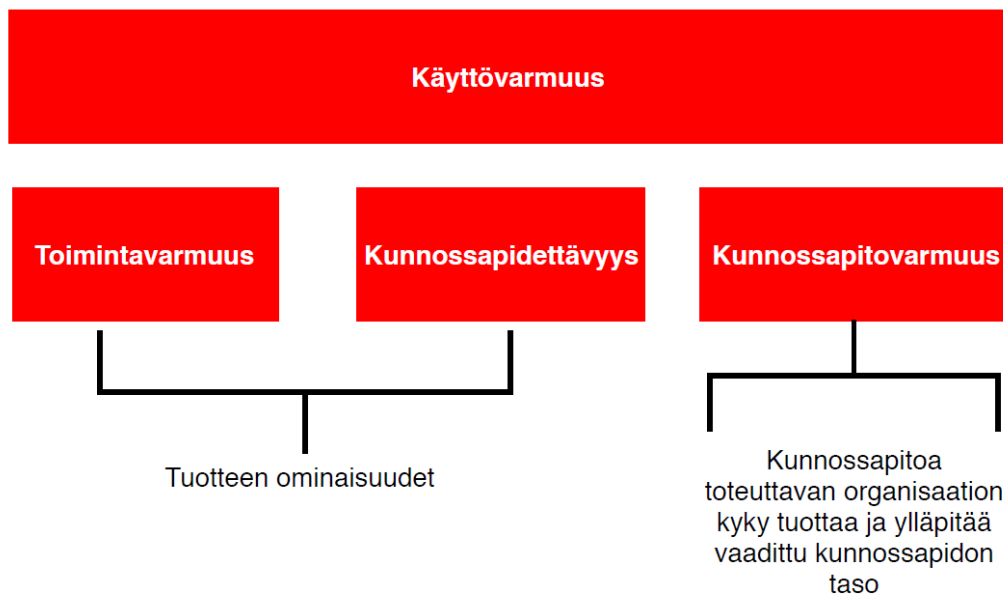 Käyttövarmuus
Toimintavarmuus
Kunnossapidettävyys
Kunnossapitovarmuus
Tuotteen ominaisuudet
Kunnossapitoa
toteuttavan organisaation
kyky tuottaa ja ylläpitää
vaadittu kunnossapidon
taso